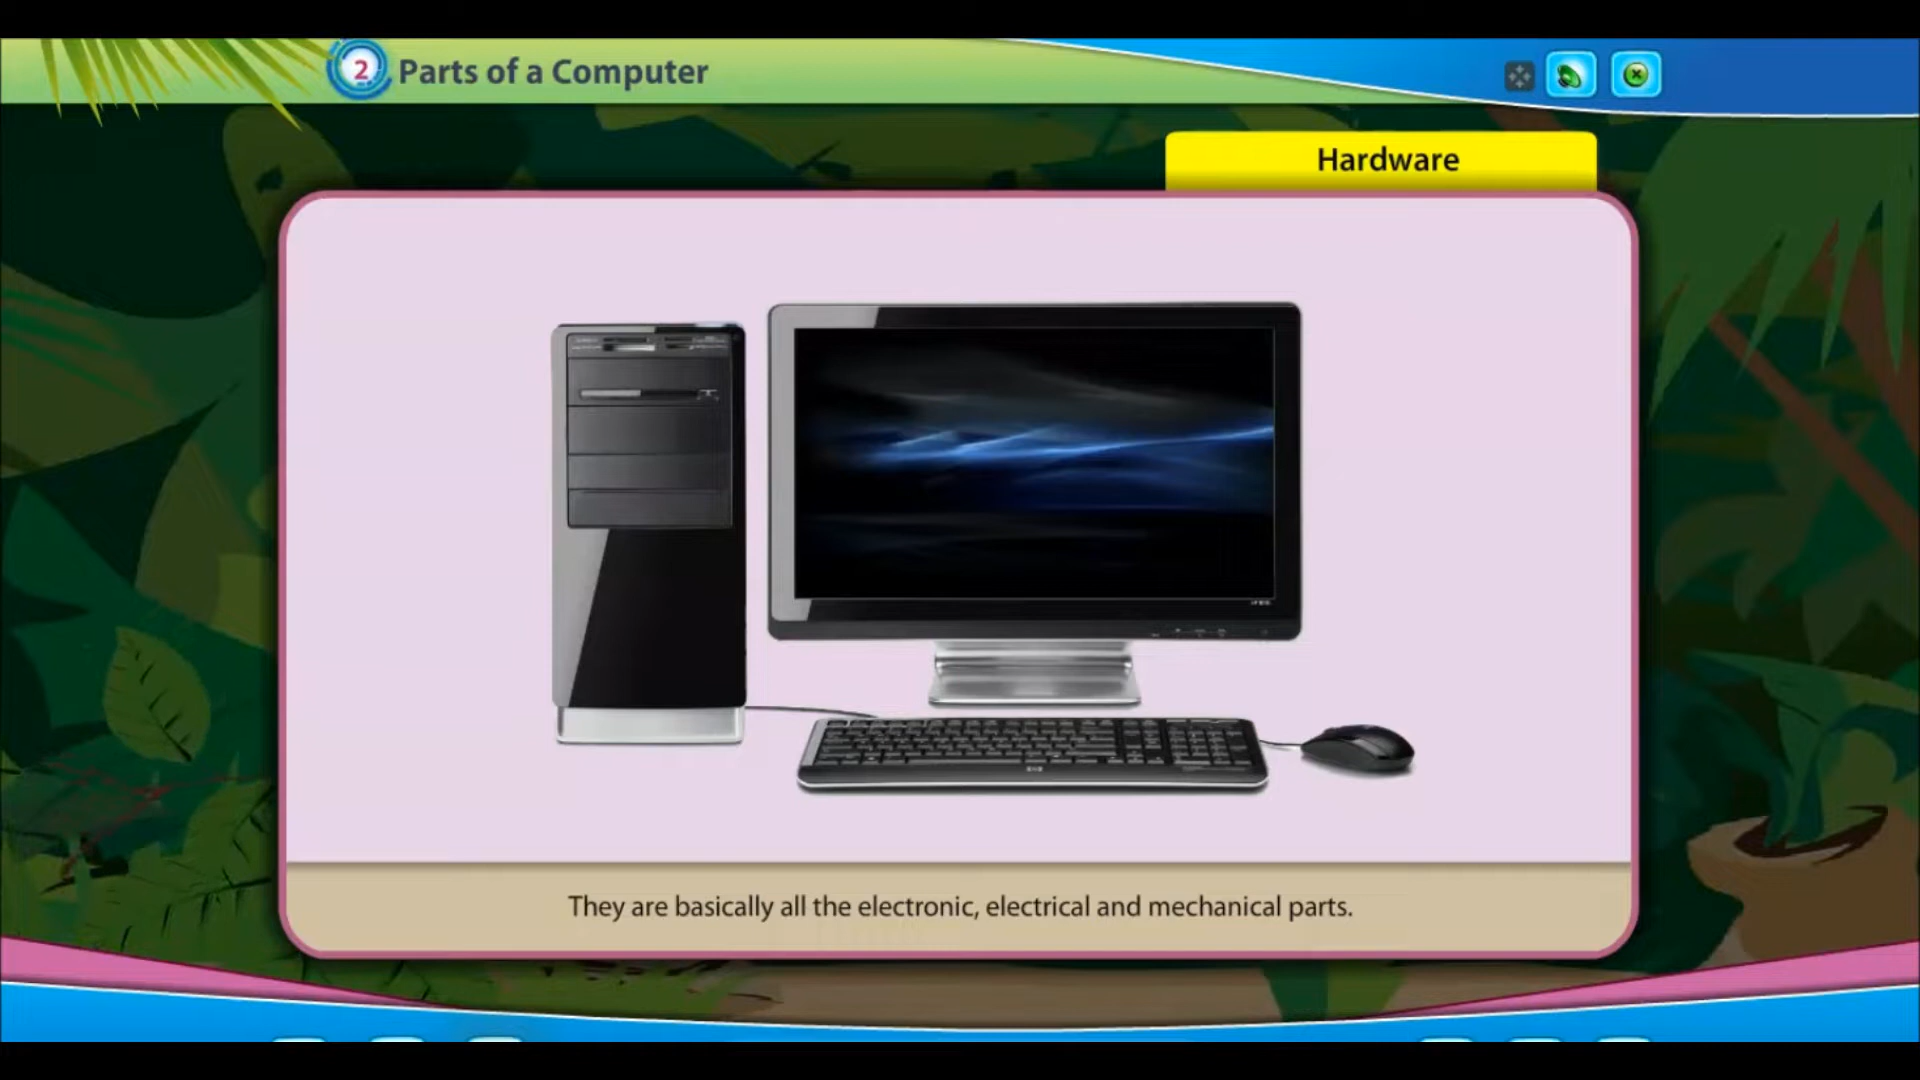 2 Parts of a Computer
Hardware
They are basically all the electronic, electrical and mechanical parts.